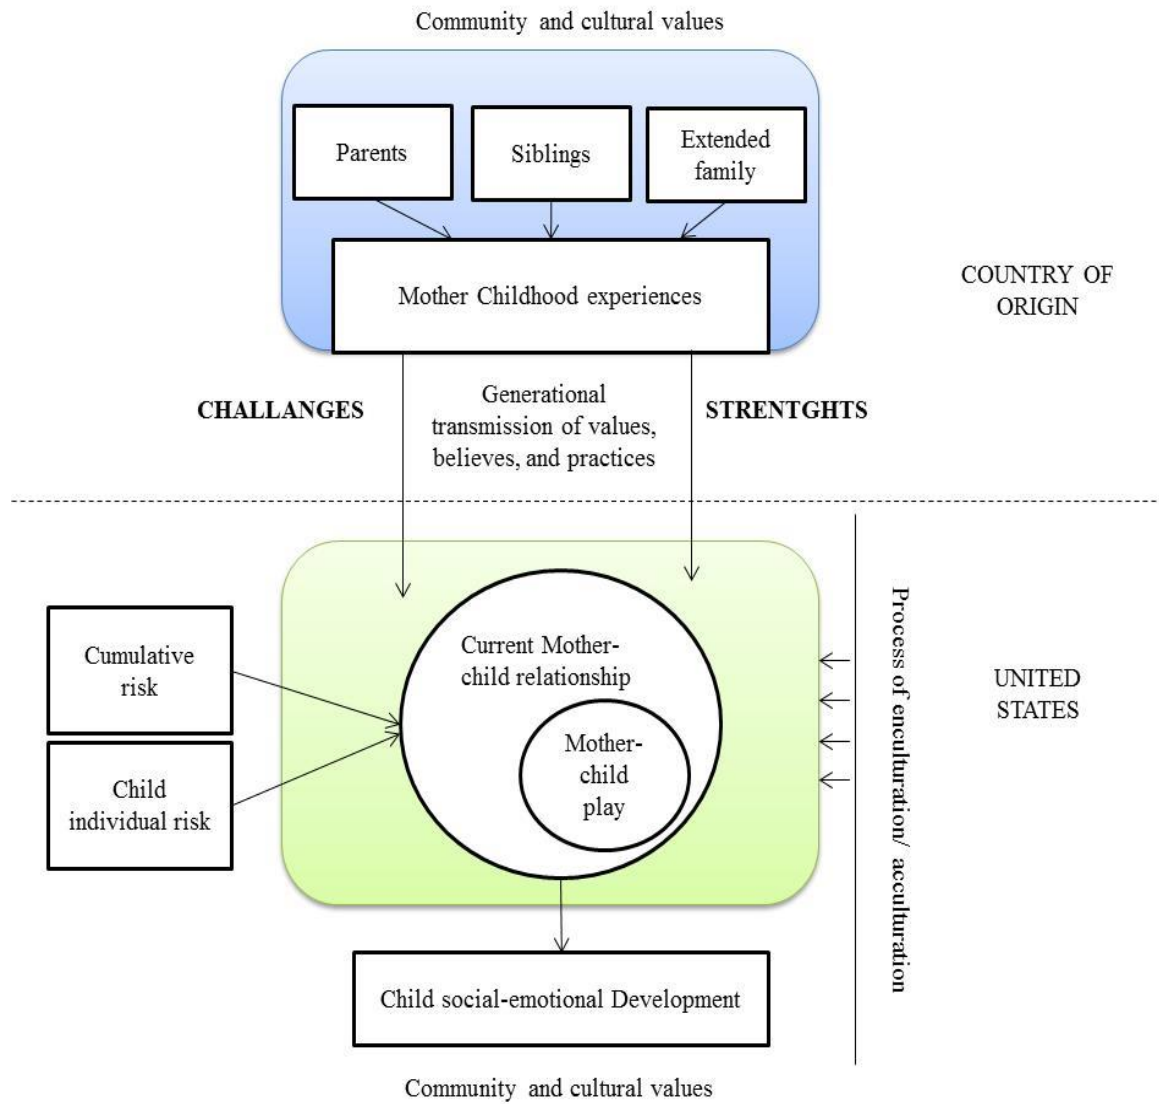 Community and cultural values
Parents
Siblings
Extended
family
Mother Childhood experiences
COUNTRY OF
ORIGIN
CHALLANGES
Generational
transmission of values,
believes, and practices
STRENTGHTS
Cumulative
risk
Child
individual risk
Current Mother-
child relationship
Mother-
child
play
Process of enculturation/ acculturation
UNITED
STATES
Child social-emotional Development
Community and cultural values